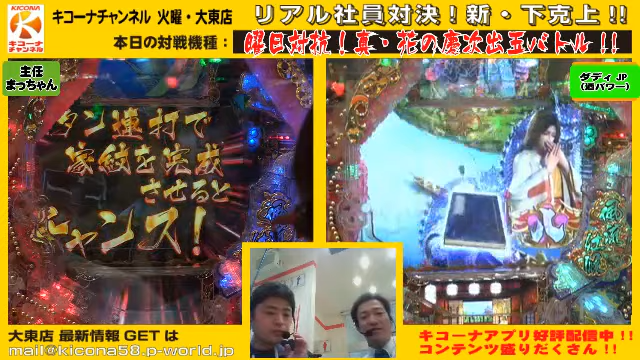 KICONA
キコーナ
チャンネル
キコーナチャンネル 火曜・大東店
リアル社員対決!新・下克上!!
本日の対戦機種:
曜日対抗!真・花の慶次出玉バトル!!
主任
まっちゃん
ダディ JP
(酒パワー)
タン連打で
家紋を完成
させると
チャンス!
大東店 最新情報 GET は
mail@kicona58.p-world.jp
キコーナアプリ好評配信中!!
コンテンツ盛りだくさん!!